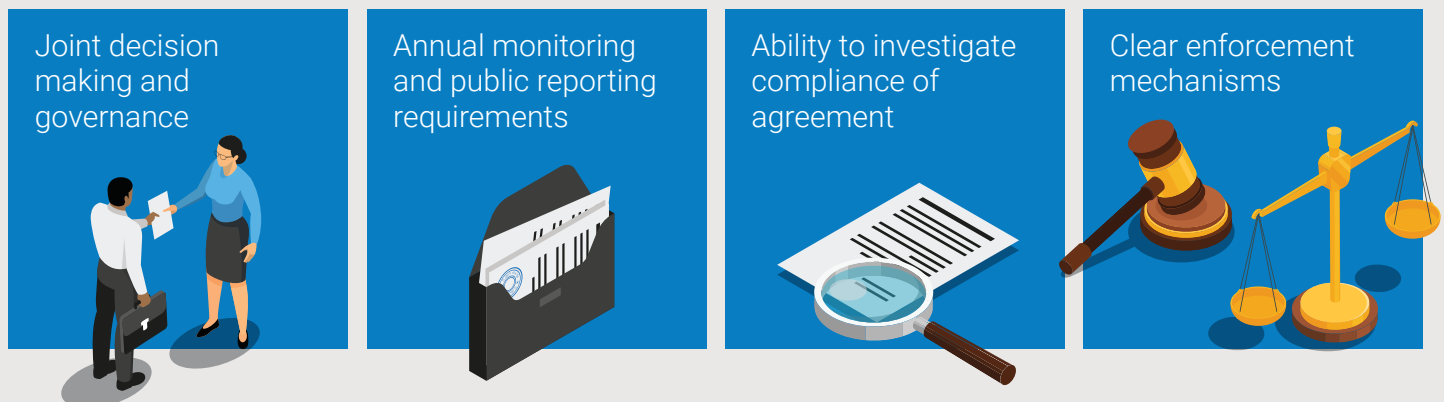 Joint decision
making and
governance
Annual monitoring
and public reporting
requirements
Ability to investigate
compliance of
agreement
Clear enforcement
mechanisms